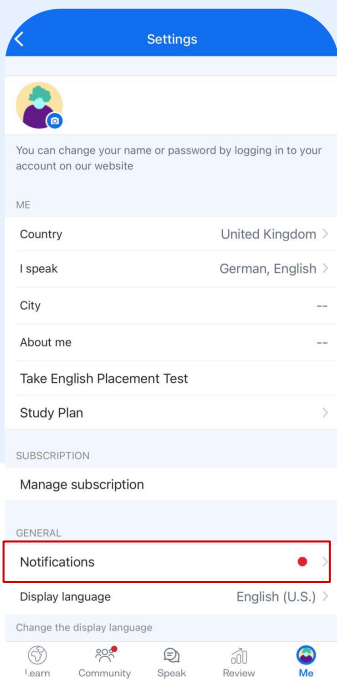 Settings
You can change your name or password by logging in to your
account on our website
ME
Country United Kingdom
I speak German, English
City --
About me --
Take English Placement Test
Study Plan
SUBSCRIPTION
Manage subscription
GENERAL
Notifications
Display language English (U.S.)
Change the display language
Learn Community Speak Review Me